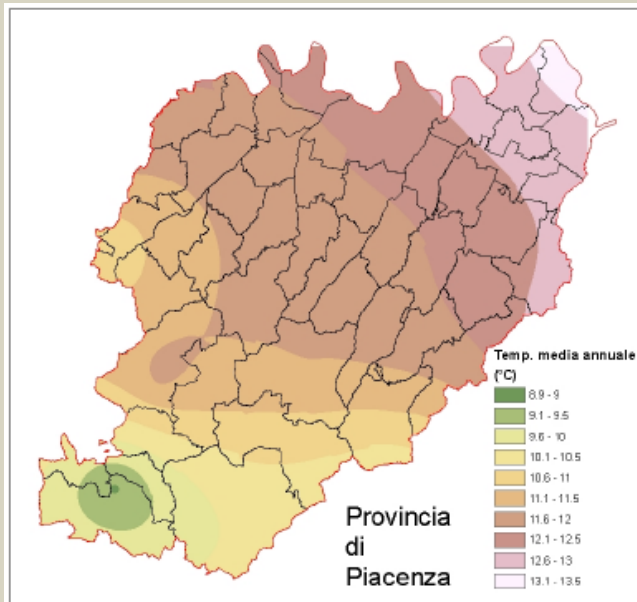 Temp. media annuale
(°C)
8.9 - 9
9.1 - 9.5
9.6 - 10
10.1 - 10.5
10.6 - 11
11.1 - 11.5
11.6 - 12
12.1 - 12.5
12.6 - 13
13.1 - 13.5
Provincia
di
Piacenza